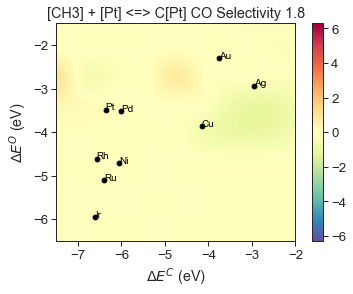 [CH3] + [Pt] <=> C[Pt] CO Selectivity 1.8
ΔE^O (eV)
−2
−3
−4
−5
−6
Au
Ag
Pt
Pd
Cu
Rh
Ni
Ru
Ir
−7
−6
−5
−4
−3
−2
ΔE^C (eV)
6
4
2
0
−2
−4
−6